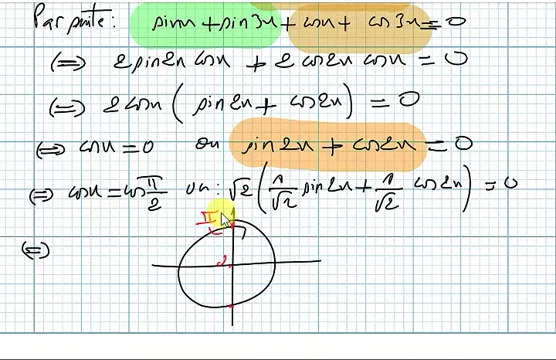 Par suite : sin x + sin 3x + cos x + cos 3x = 0
⟺ 2 sin 2x cos x + 2 cos 2x cos x = 0
⟺ 2 cos x ( sin 2x + cos 2x ) = 0
⟺ cos x = 0 ou sin 2x + cos 2x = 0
⟺ cos x = cos π/2 ou : √2 ( 1/√2 sin 2x + 1/√2 cos 2x ) = 0
π
⟺